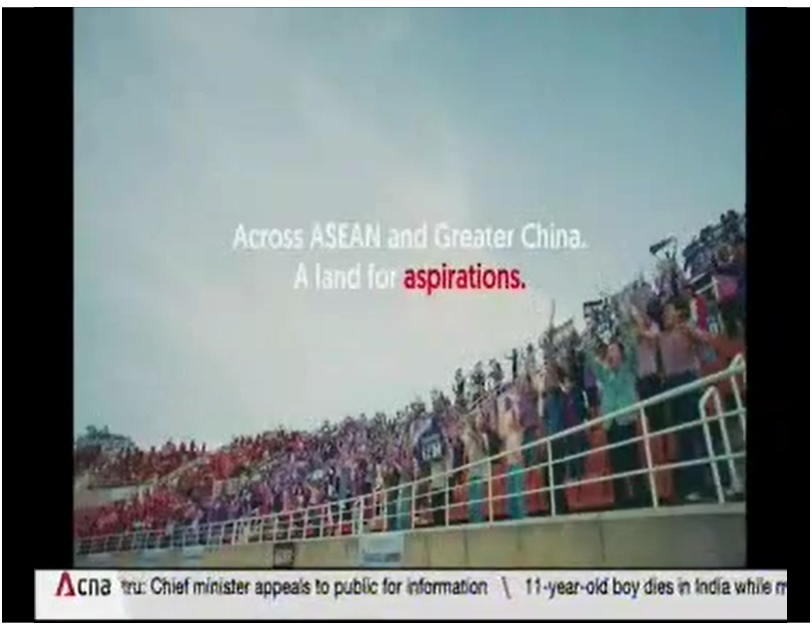 Across ASEAN and Greater China.
A land for aspirations.
cna tru: Chief minister appeals to public for information \ 11-year-old boy dies in India while